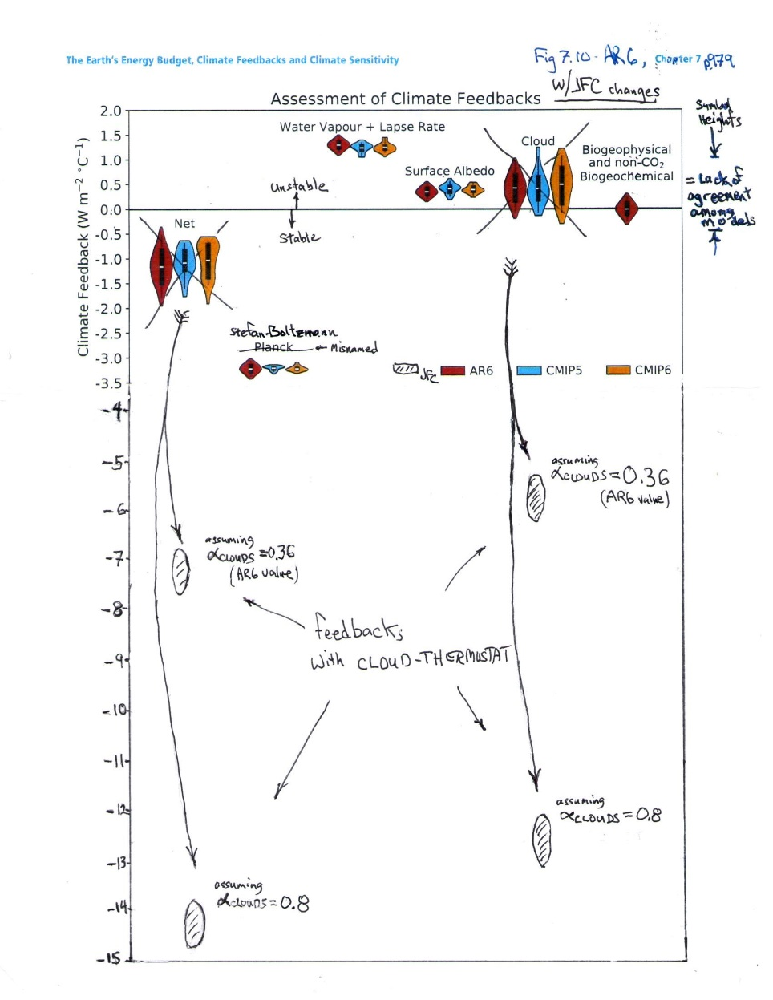 The Earth's Energy Budget, Climate Feedbacks and Climate Sensitivity
Fig 7.10 - AR6, Chapter 7 p979
w/JFC changes
Assessment of Climate Feedbacks
Symbol
Heights
= Lack of
agreement
among
models
Climate Feedback (W m−2 °C−1)
2.0
1.5
1.0
0.5
0.0
-0.5
-1.0
-1.5
-2.0
-2.5
-3.0
-3.5
-4
-5
-6
-7
-8
-9
-10
-11
-12
-13
-14
-15
Water Vapour + Lapse Rate
Surface Albedo
Cloud
Biogeophysical
and non-CO2
Biogeochemical
unstable
stable
Net
Stefan-Boltzmann
Planck ← Misnamed
JFC AR6 CMIP5 CMIP6
assuming
αCLOUDS = 0.36
(AR6 value)
assuming
αCLOUDS = 0.36
(AR6 value)
feedbacks
with CLOUD-THERMOSTAT
assuming
αCLOUDS = 0.8
assuming
αCLOUDS = 0.8